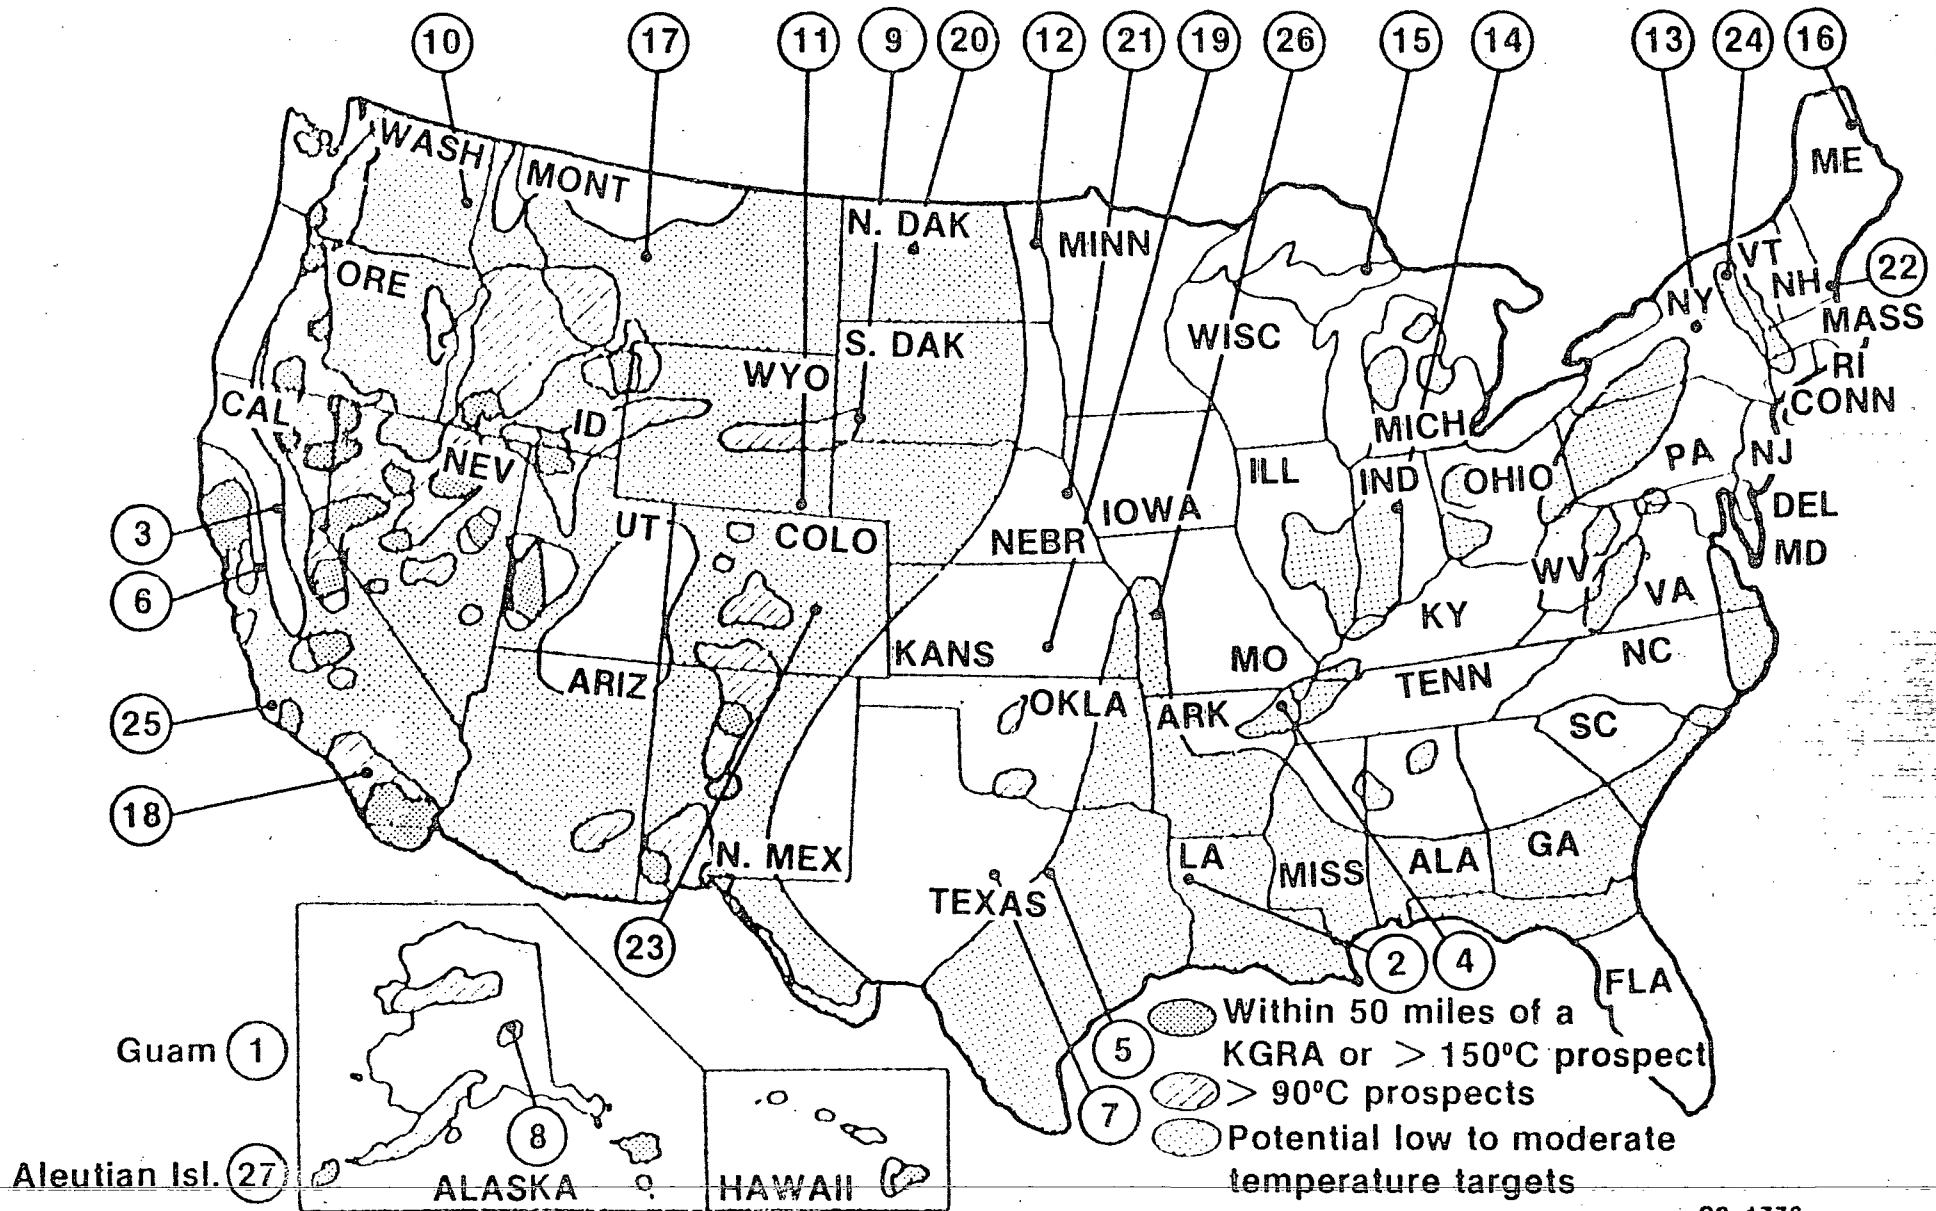 10 17 11 9 20 12 21 19 26 15 14 13 24 16
WASH
MONT
ME
N. DAK
MINN
VT
ORE
NH
22
NY
MASS
S. DAK
WISC
RI
WYO
CONN
CAL
ID
MICH
NEV
ILL
IND
OHIO
PA
NJ
3
UT
COLO
IOWA
DEL
NEBR
MD
6
WV
VA
KY
KANS
MO
NC
ARIZ
TENN
25
OKLA
ARK
SC
18
N. MEX
LA
MISS
ALA
GA
TEXAS
23
2
4
FLA
Within 50 miles of a
KGRA or > 150ºC prospect
Guam 1
5
> 90ºC prospects
7
8
Potential low to moderate
temperature targets
Aleutian Isl. 27
ALASKA
HAWAII